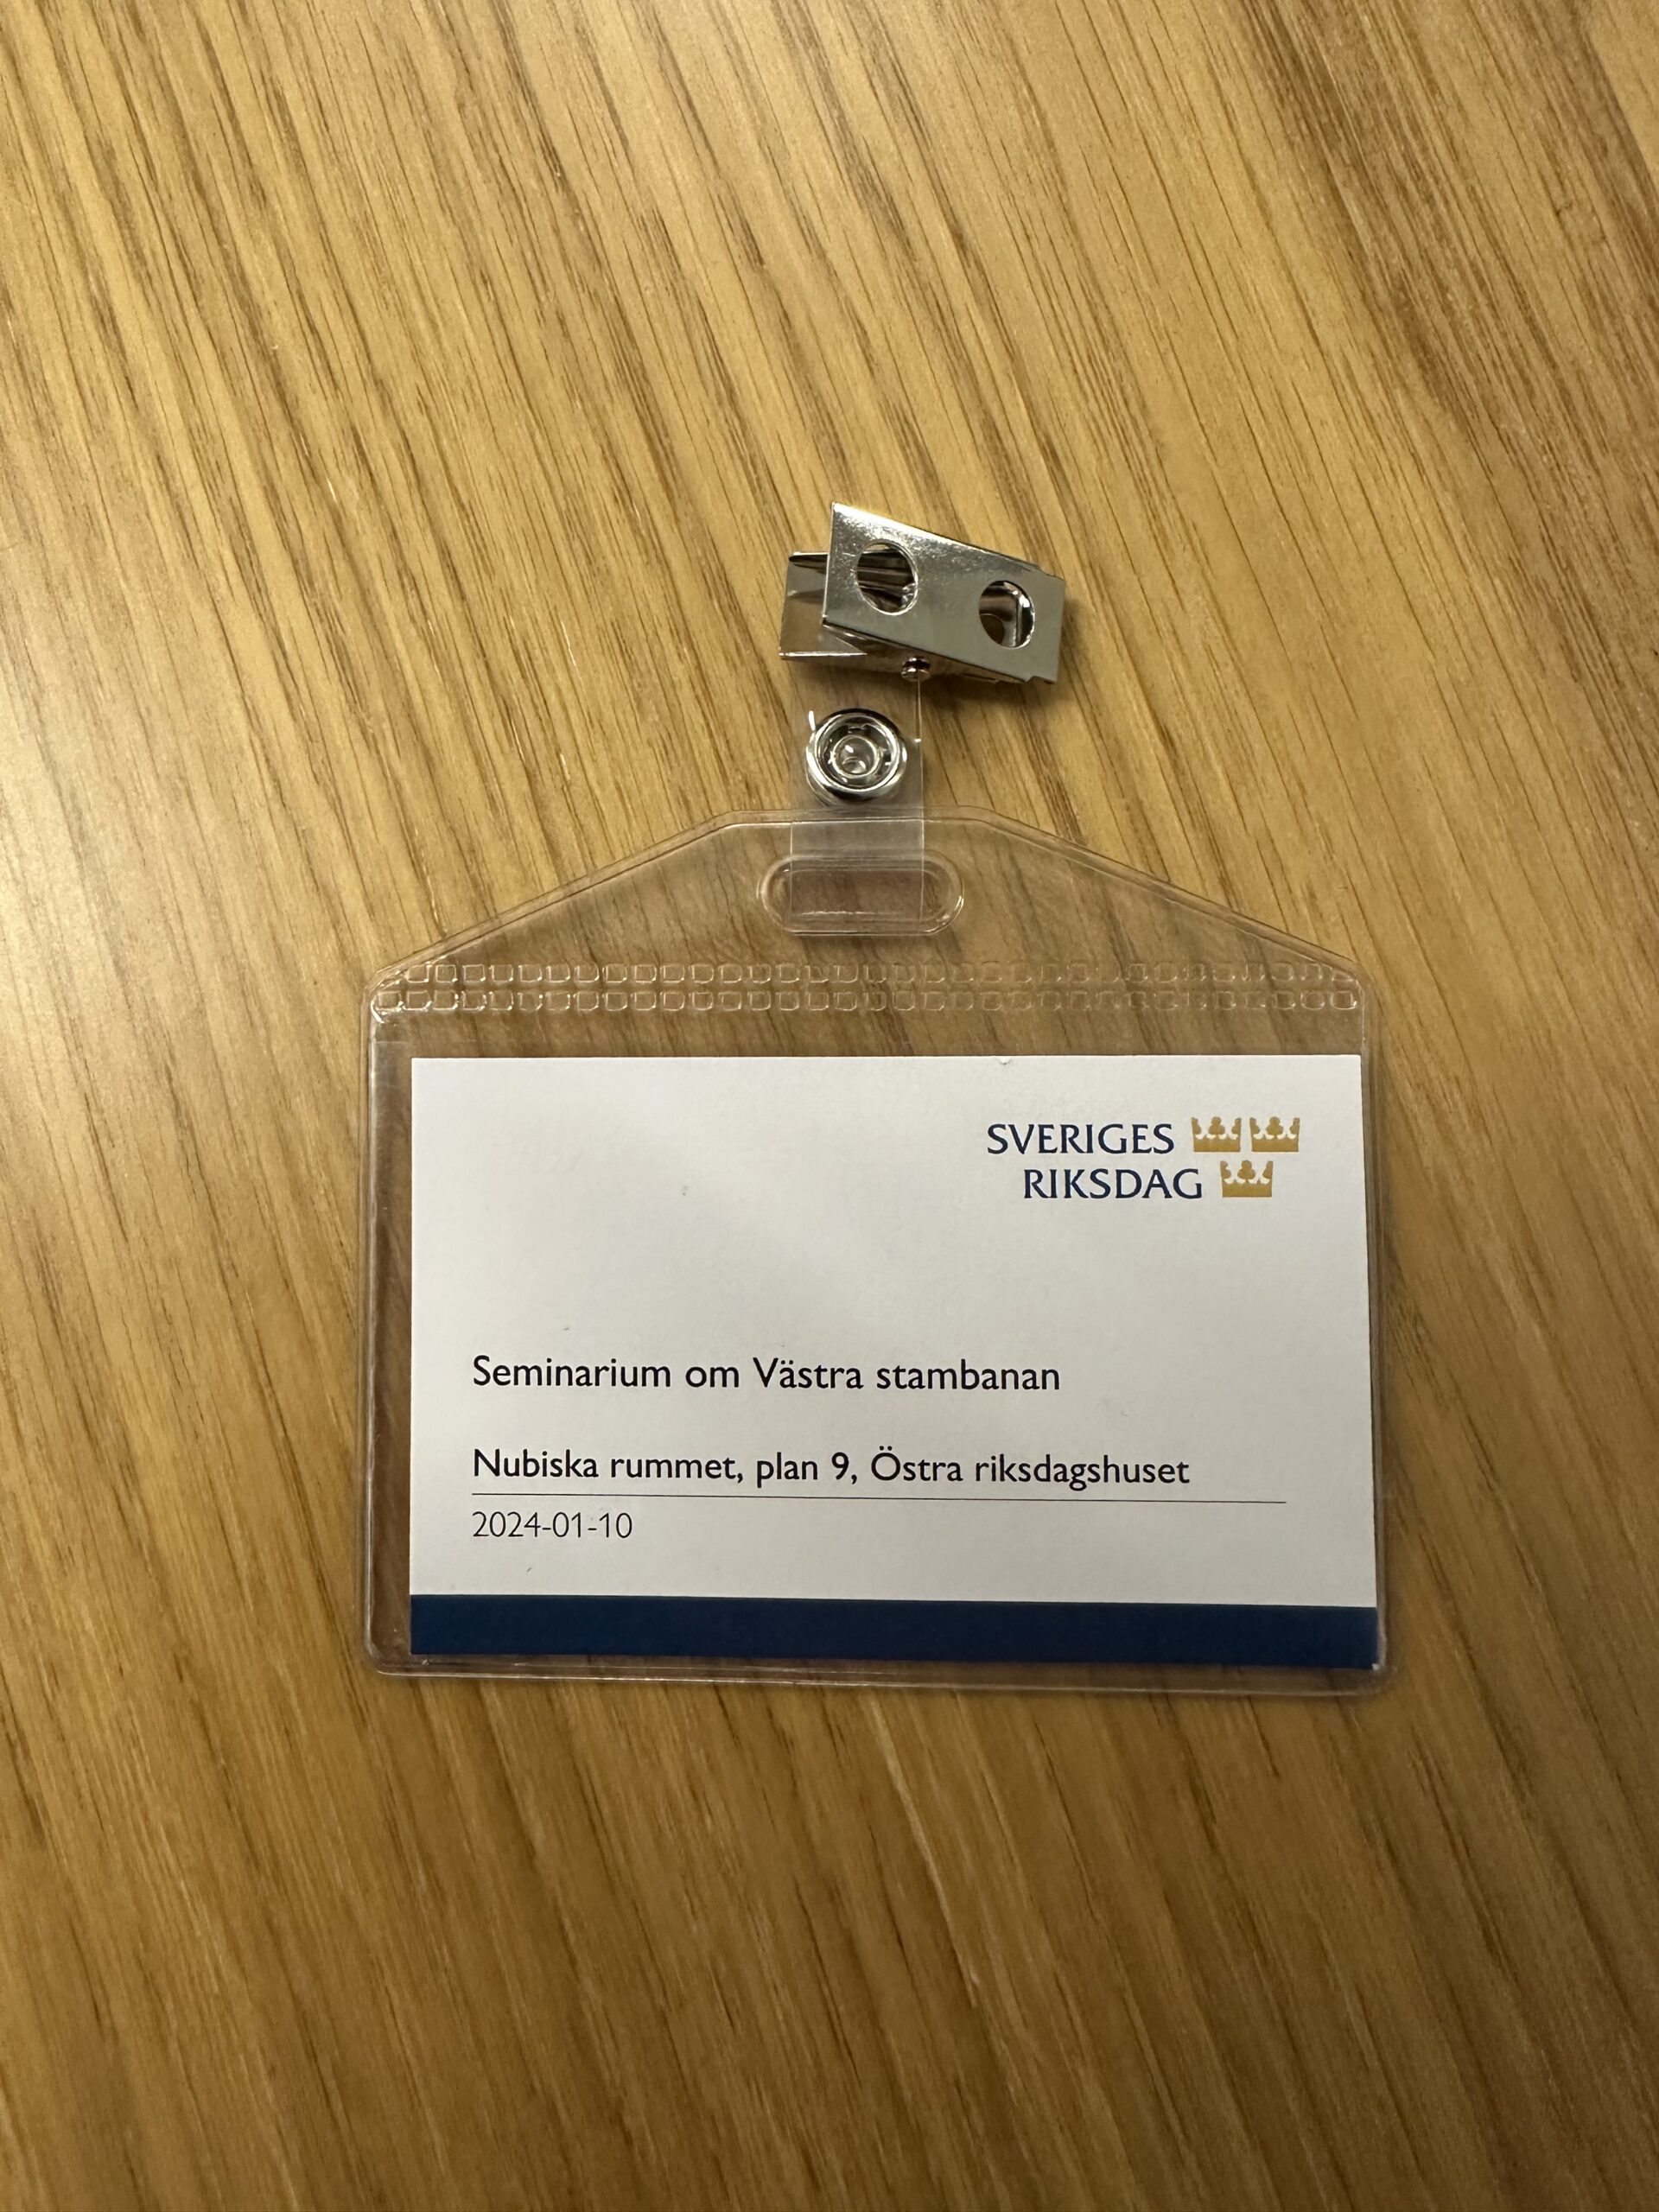 SVERIGES
RIKSDAG
Seminarium om Västra stambanan
Nubiska rummet, plan 9, Östra riksdagshuset
2024-01-10